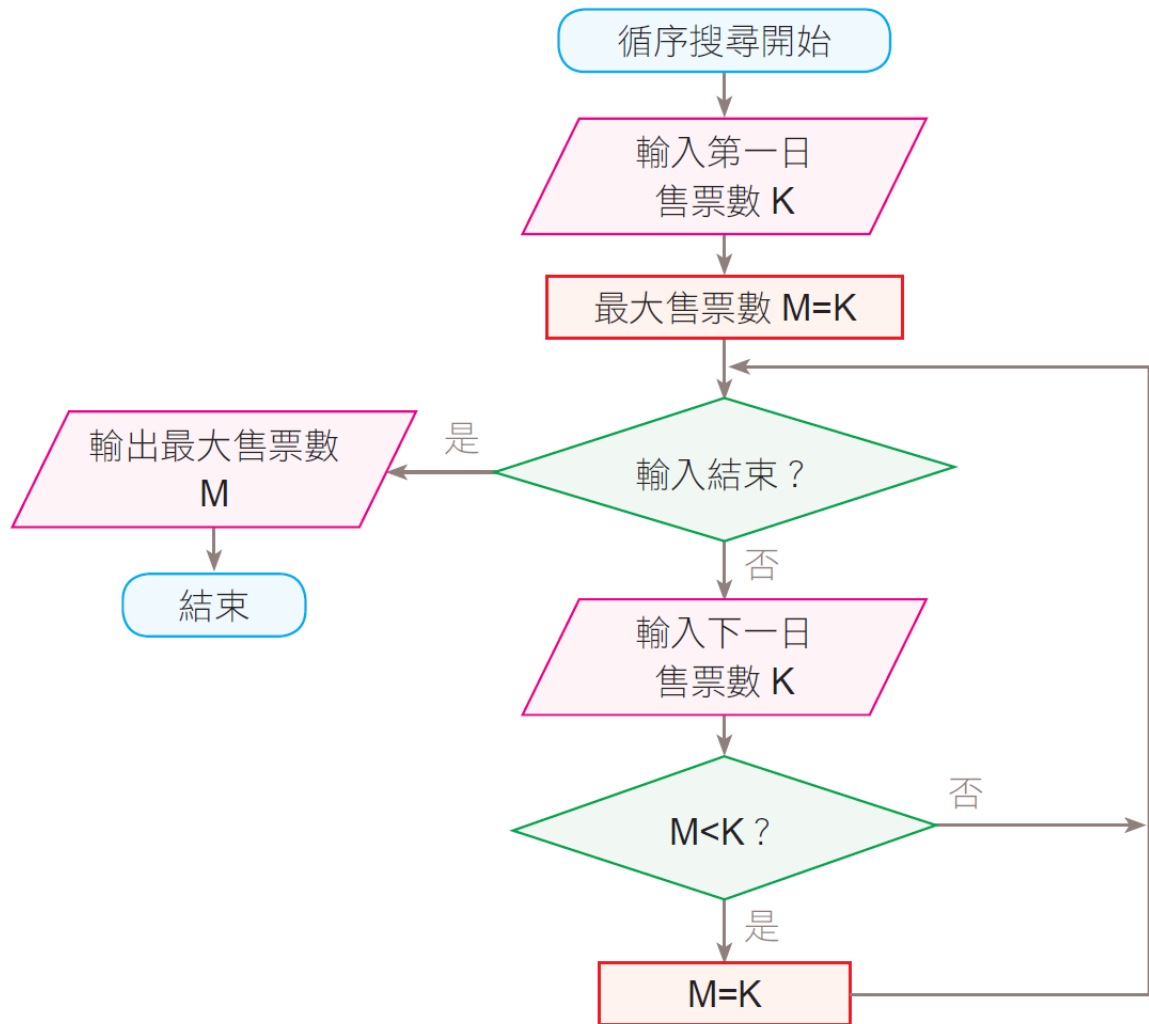 循序搜尋開始
輸入第一日
售票數 K
最大售票數 M=K
輸入結束？
是
輸出最大售票數
M
結束
否
輸入下一日
售票數 K
M<K？
否
是
M=K